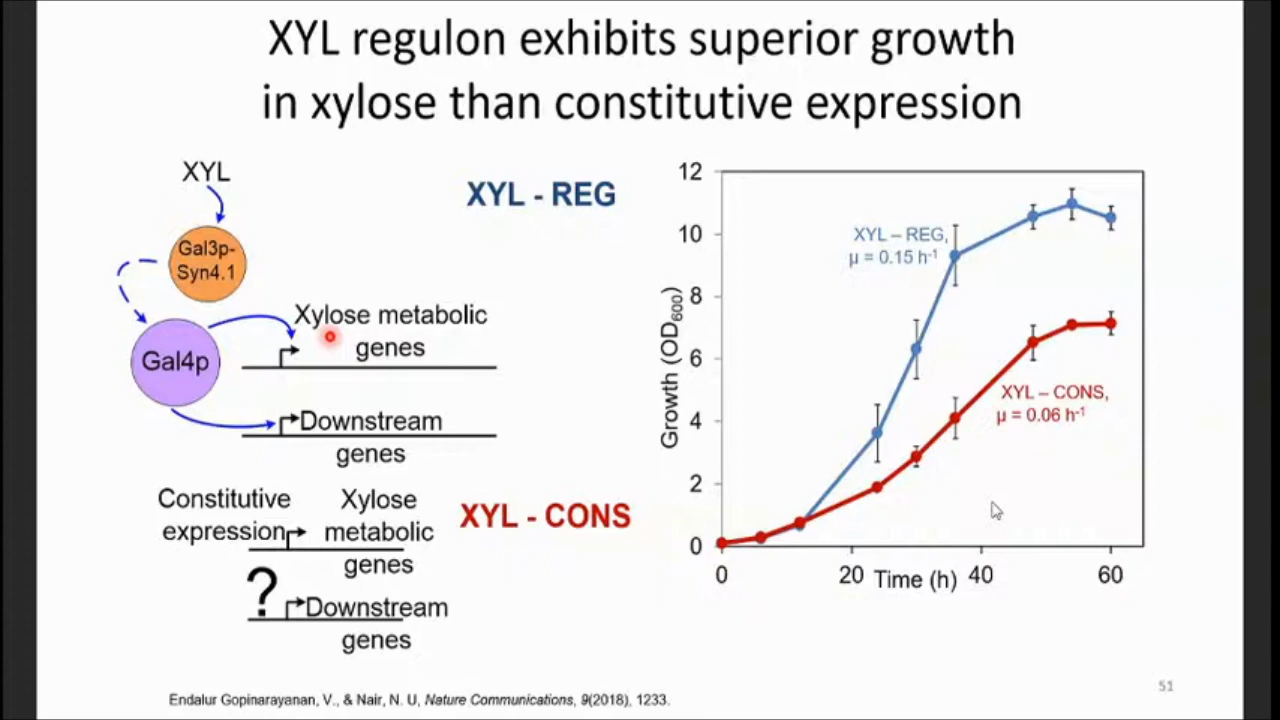 XYL regulon exhibits superior growth
in xylose than constitutive expression
XYL
XYL - REG
Gal3p-
Syn4.1
Gal4p
Xylose metabolic
genes
Downstream
genes
Constitutive
expression
Xylose
metabolic
genes
XYL - CONS
?
Downstream
genes
12
10
8
6
4
2
0
Growth (OD600)
XYL – REG,
µ = 0.15 h-1
XYL – CONS,
µ = 0.06 h-1
0
20
40
60
Time (h)
Endalur Gopinarayanan, V., & Nair, N. U, Nature Communications, 9(2018), 1233.
51